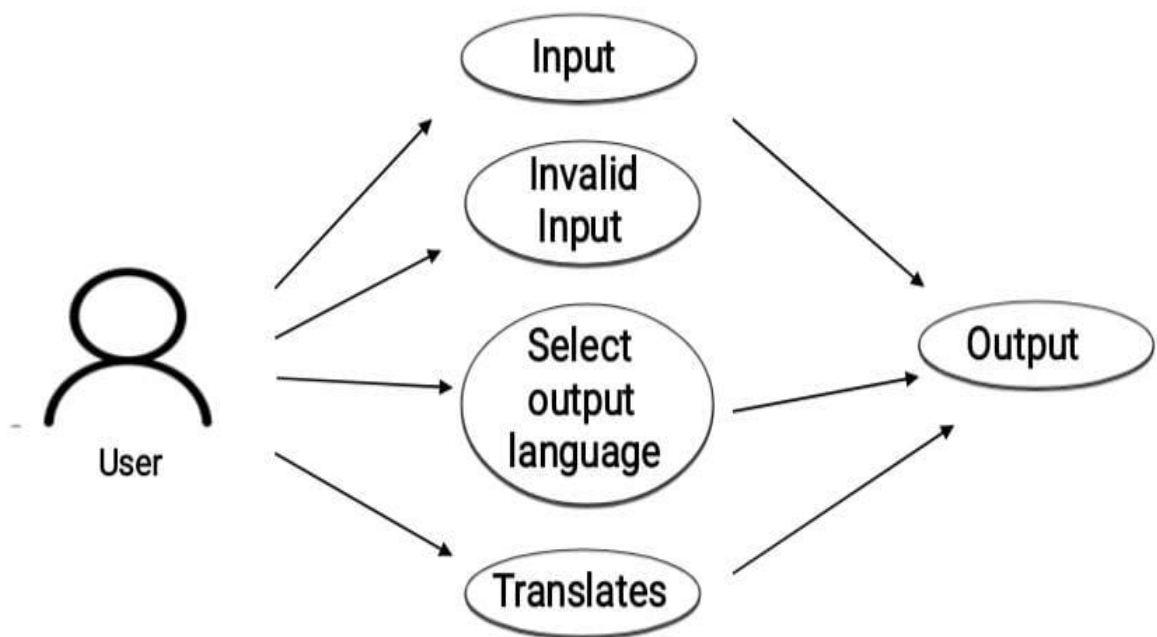 Input
Invalid
Input
Select
output
language
Translates
User
Output